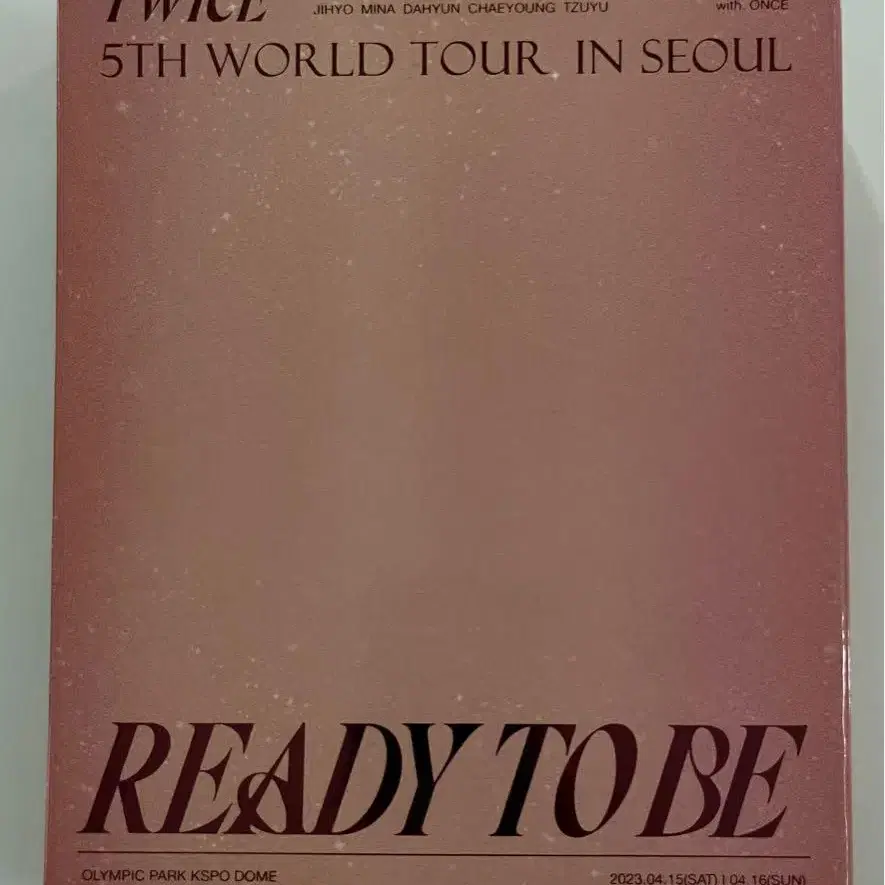 TWICE JIHYO MINA DAHYUN CHAEYOUNG TZUYU with. ONCE
5TH WORLD TOUR IN SEOUL
READY TO BE
OLYMPIC PARK KSPO DOME 2023.04.15(SAT) | 04.16(SUN)